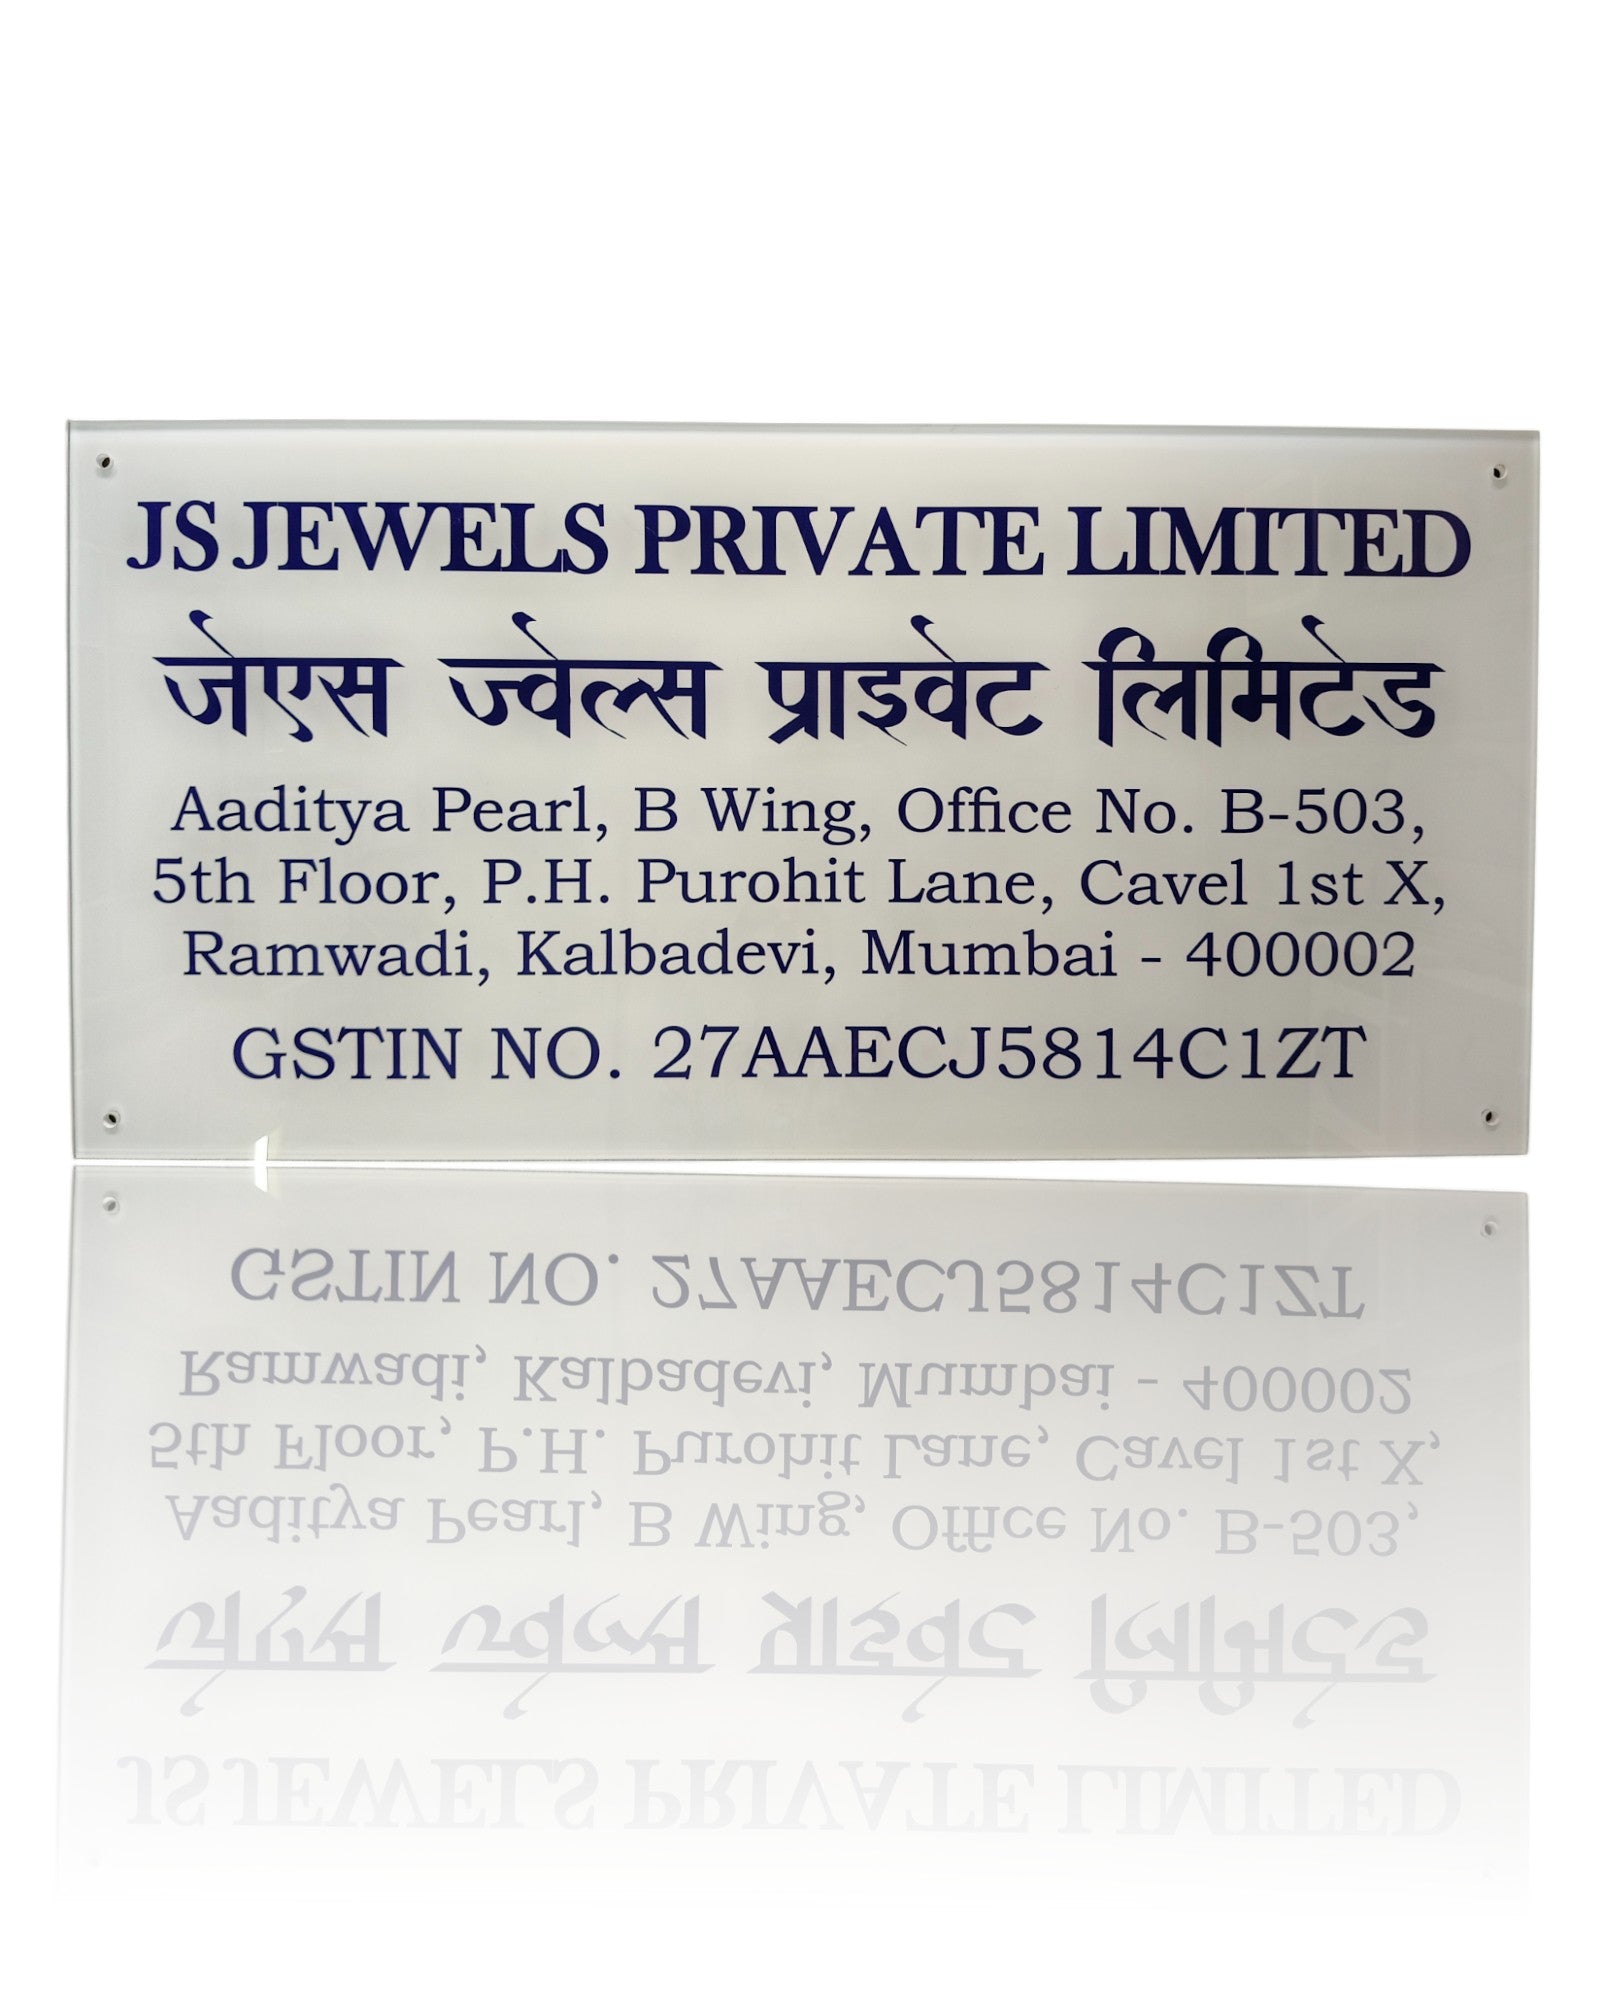 JS JEWELS PRIVATE LIMITED
जेएस ज्वेल्स प्राइवेट लिमिटेड
Aaditya Pearl, B Wing, Office No. B-503,
5th Floor, P.H. Purohit Lane, Cavel 1st X,
Ramwadi, Kalbadevi, Mumbai - 400002
GSTIN NO. 27AAECJ5814C1ZT